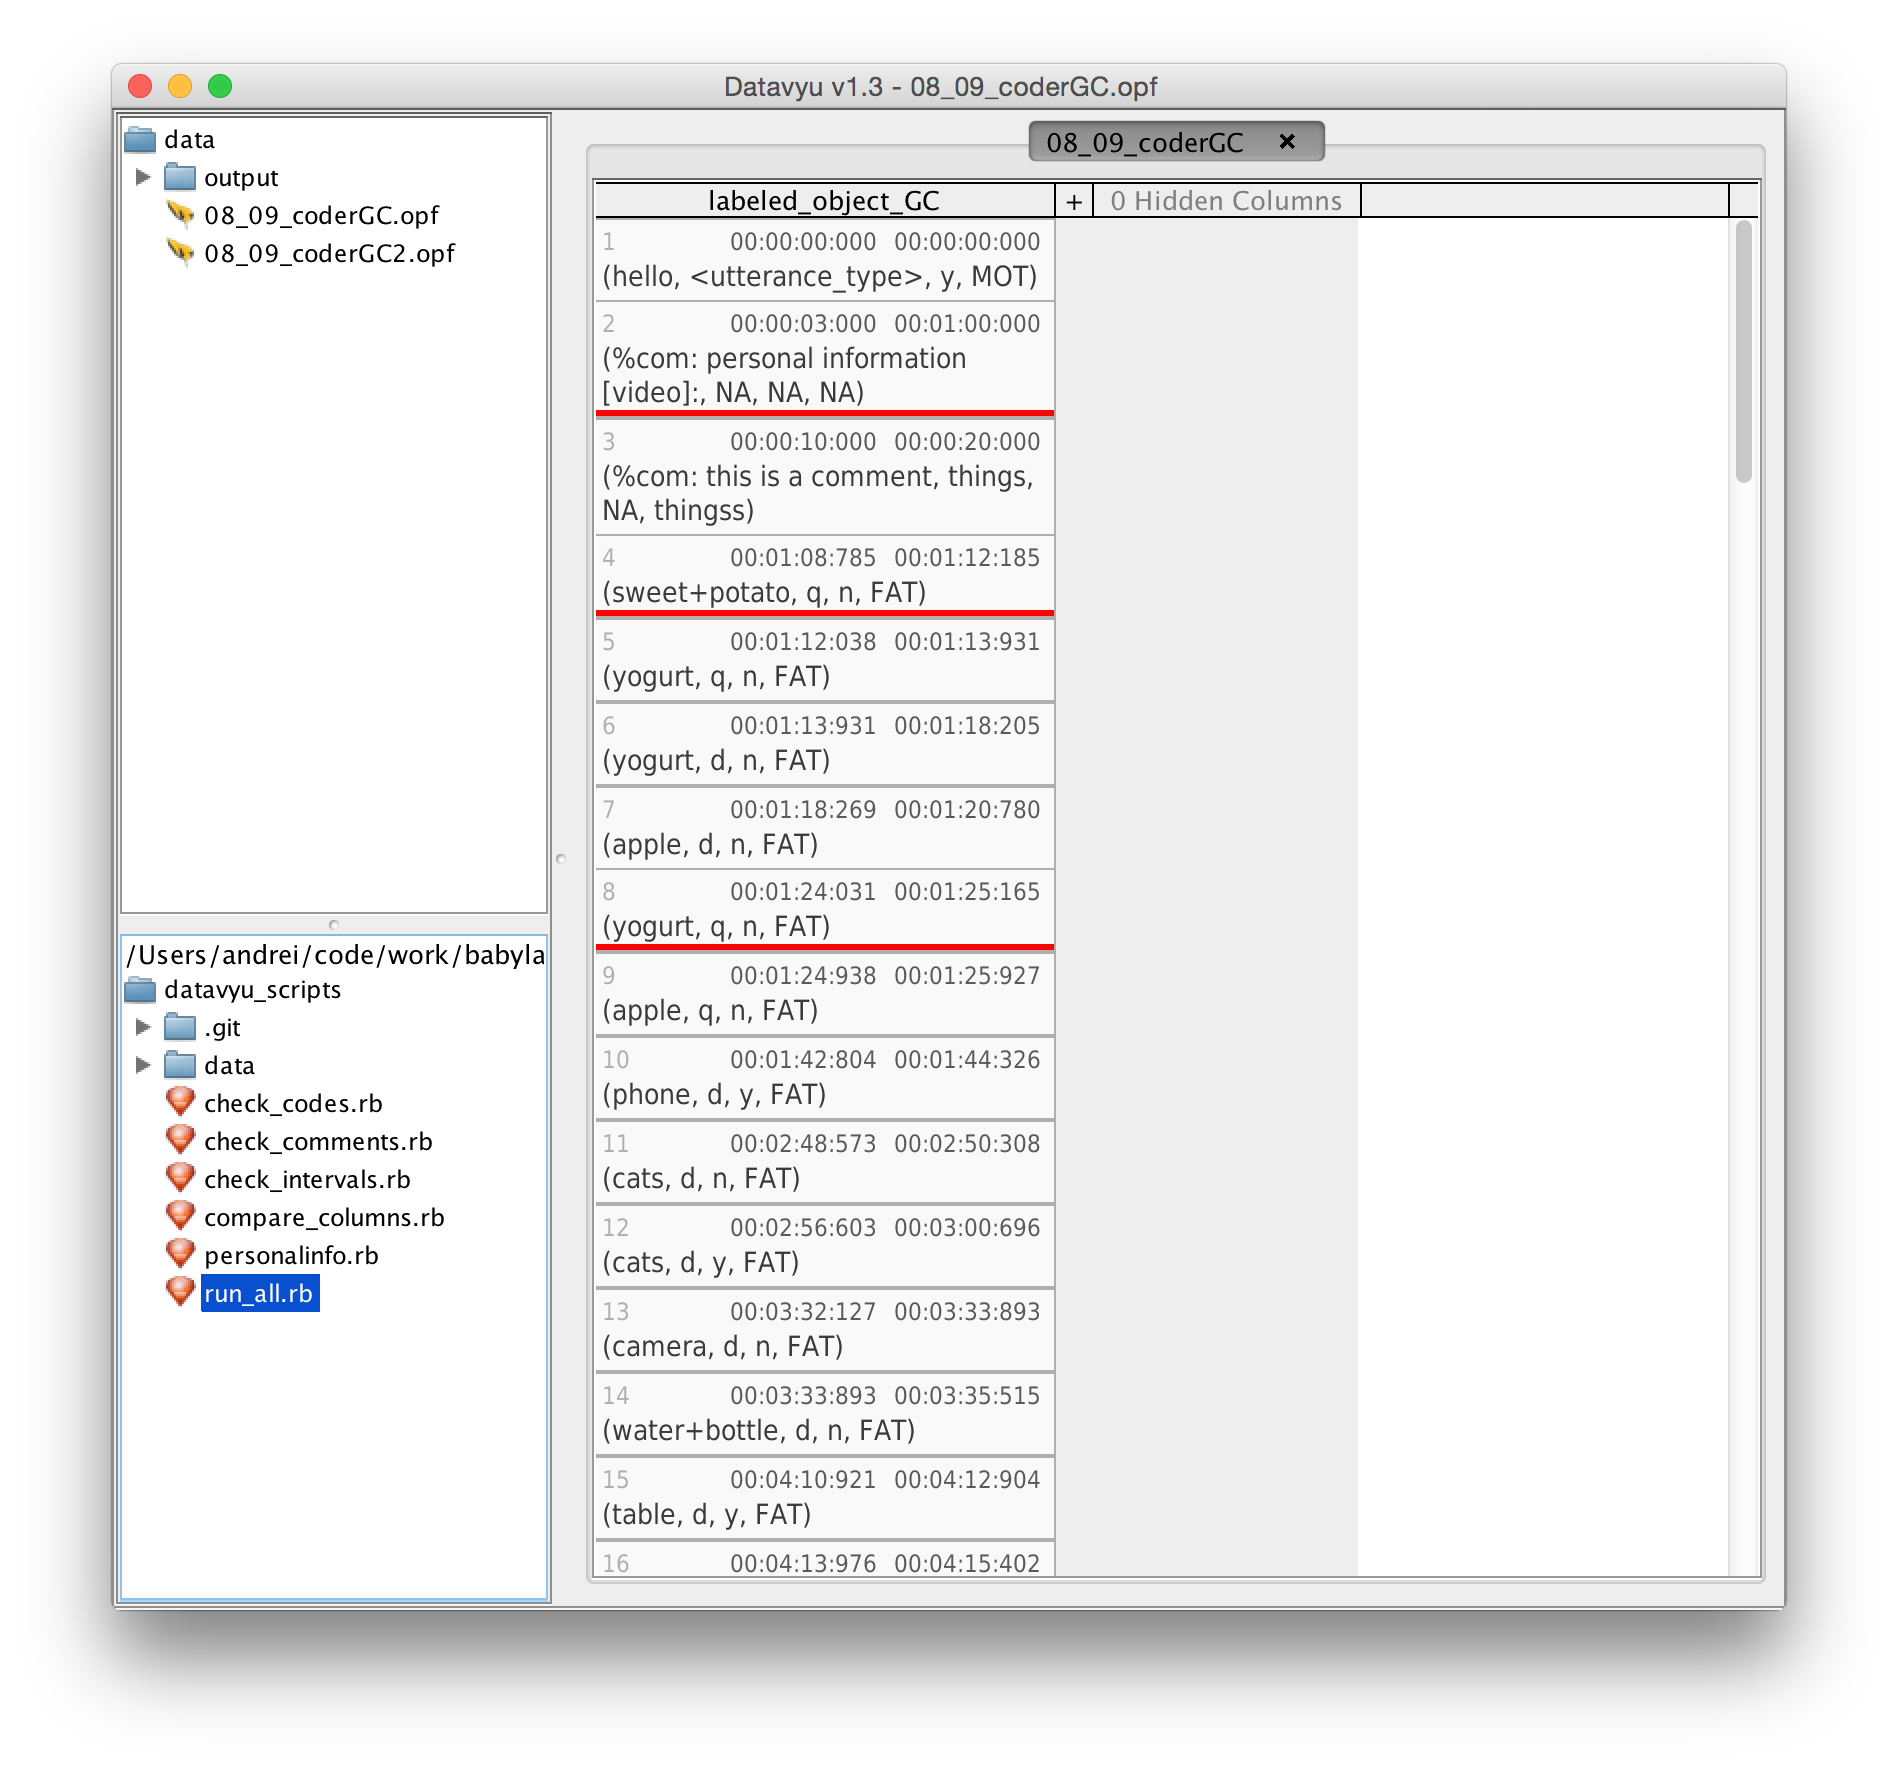 Datavyu v1.3 - 08_09_coderGC.opf
data
output
08_09_coderGC.opf
08_09_coderGC2.opf
/Users/andrei/code/work/babyla
datavyu_scripts
.git
data
check_codes.rb
check_comments.rb
check_intervals.rb
compare_columns.rb
personalinfo.rb
run_all.rb
08_09_coderGC ×
labeled_object_GC + 0 Hidden Columns
1 00:00:00:000 00:00:00:000
(hello, <utterance_type>, y, MOT)
2 00:00:03:000 00:01:00:000
(%com: personal information
[video]:, NA, NA, NA)
3 00:00:10:000 00:00:20:000
(%com: this is a comment, things,
NA, thingss)
4 00:01:08:785 00:01:12:185
(sweet+potato, q, n, FAT)
5 00:01:12:038 00:01:13:931
(yogurt, q, n, FAT)
6 00:01:13:931 00:01:18:205
(yogurt, d, n, FAT)
7 00:01:18:269 00:01:20:780
(apple, d, n, FAT)
8 00:01:24:031 00:01:25:165
(yogurt, q, n, FAT)
9 00:01:24:938 00:01:25:927
(apple, q, n, FAT)
10 00:01:42:804 00:01:44:326
(phone, d, y, FAT)
11 00:02:48:573 00:02:50:308
(cats, d, n, FAT)
12 00:02:56:603 00:03:00:696
(cats, d, y, FAT)
13 00:03:32:127 00:03:33:893
(camera, d, n, FAT)
14 00:03:33:893 00:03:35:515
(water+bottle, d, n, FAT)
15 00:04:10:921 00:04:12:904
(table, d, y, FAT)
16 00:04:13:976 00:04:15:402